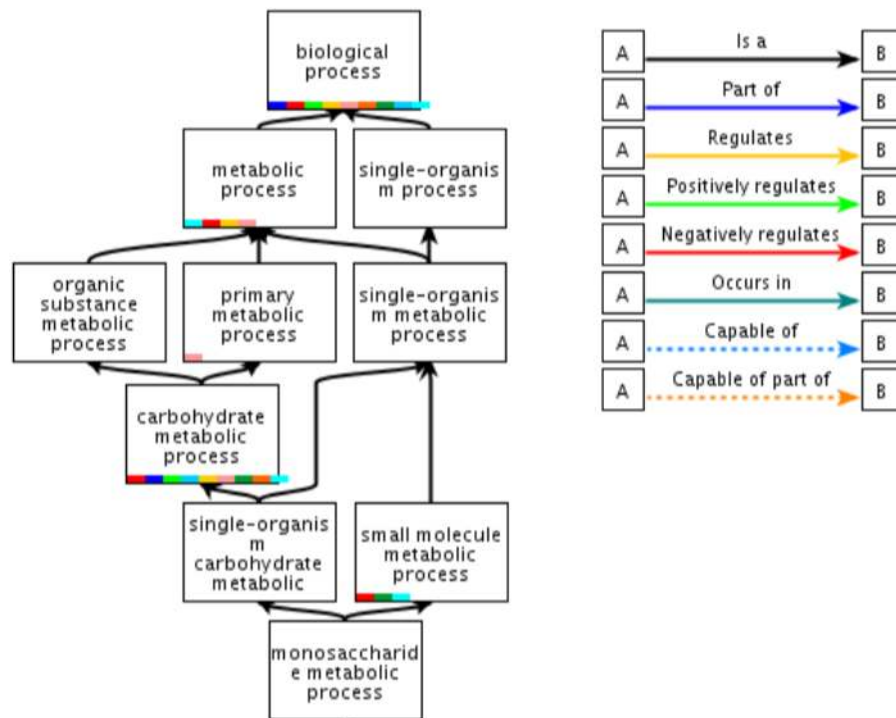 biological
process
metabolic
process
single-organis
m process
organic
substance
metabolic
process
primary
metabolic
process
single-organis
m metabolic
process
carbohydrate
metabolic
process
single-organis
m
carbohydrate
metabolic
small molecule
metabolic
process
monosaccharid
e metabolic
process
A Is a B
A Part of B
A Regulates B
A Positively regulates B
A Negatively regulates B
A Occurs in B
A Capable of B
A Capable of part of B